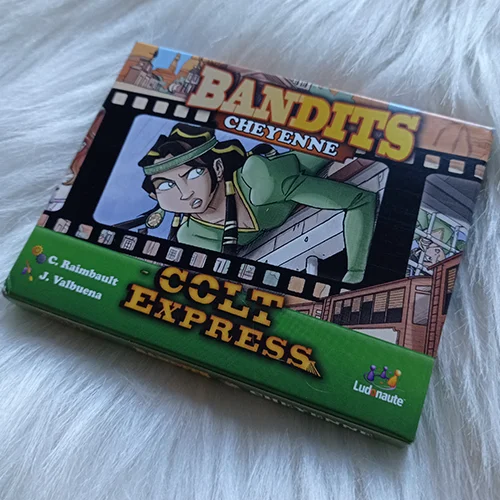 BANDITS
CHEYENNE
C. Raimbault
J. Valbuena
COLT
EXPRESS
Ludonaute